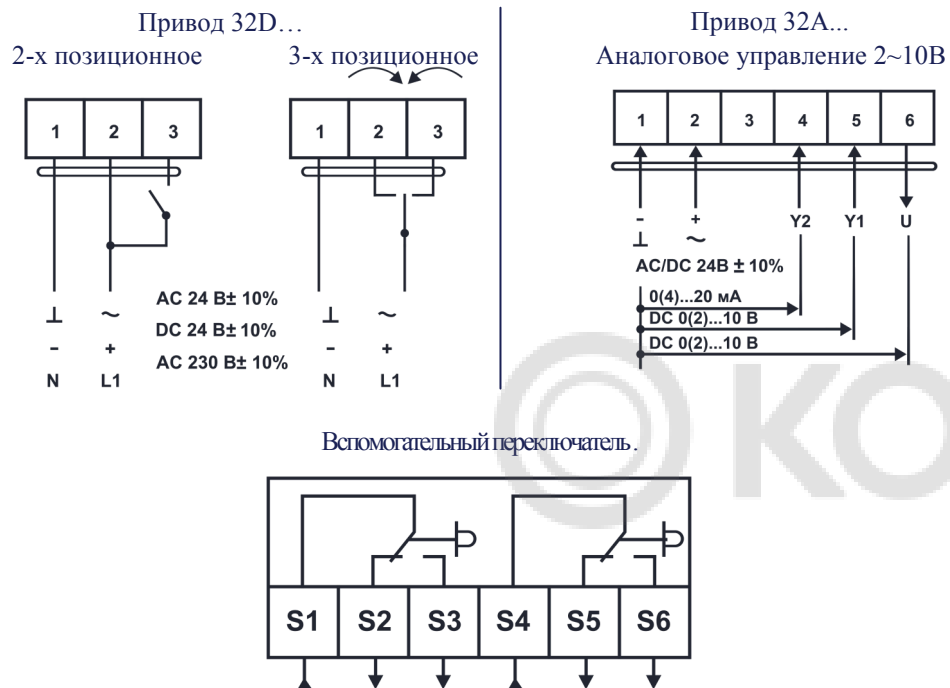 Привод 32D…
2-х позиционное
3-х позиционное
1 2 3
1 2 3
AC 24 В± 10%
DC 24 В± 10%
AC 230 В± 10%
⊥ ~
- +
N L1
⊥ ~
- +
N L1
Привод 32А...
Аналоговое управление 2~10В
1 2 3 4 5 6
- + Y2 Y1 U
⊥ ~
AC/DC 24В ± 10%
0(4)...20 мА
DC 0(2)...10 В
DC 0(2)...10 В
КО
Вспомогательный переключатель.
S1 S2 S3 S4 S5 S6